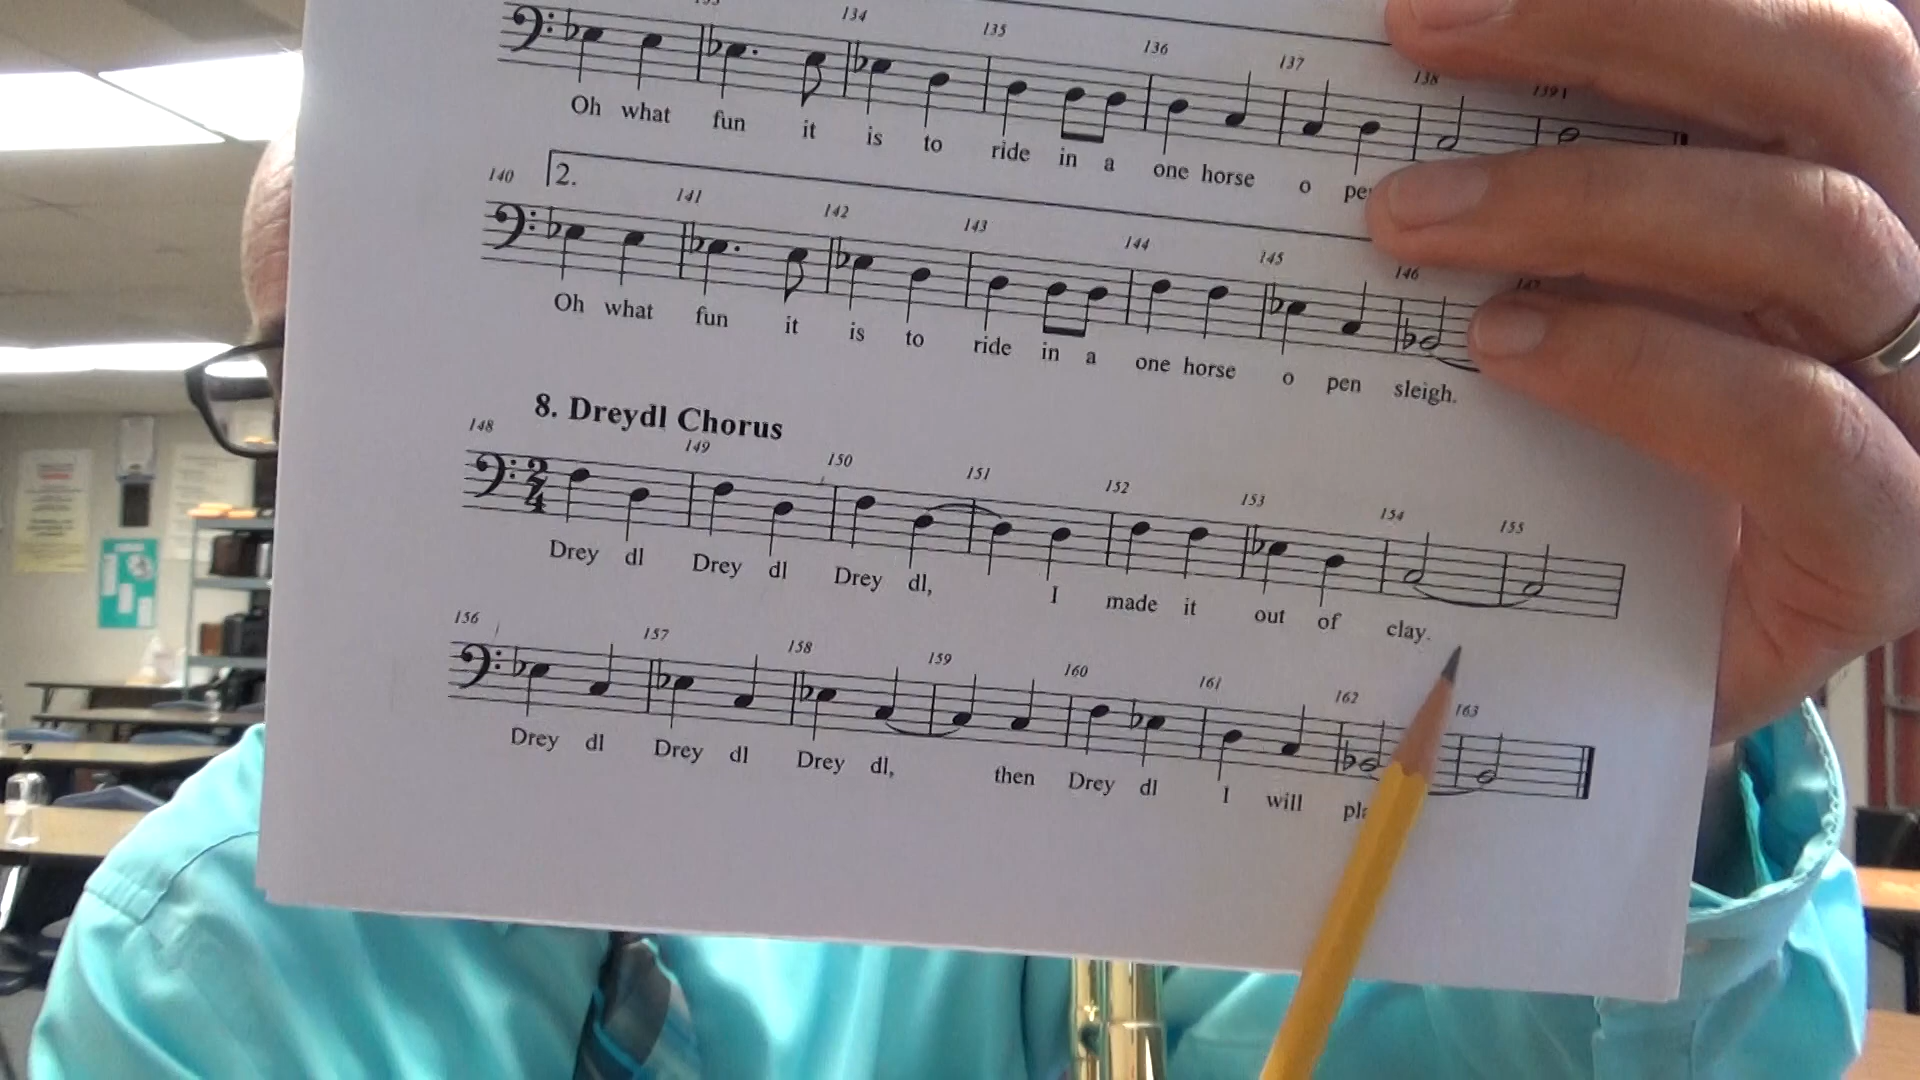 134 135 136 137 138 139
Oh what fun it is to ride in a one horse o
140 2. 141 142 143 144 145 146
Oh what fun it is to ride in a one horse o pen sleigh.
8. Dreydl Chorus
148 149 150 151 152 153 154 155
2 4
Drey dl Drey dl Drey dl, I made it out of clay.
156 157 158 159 160 161 162 163
Drey dl Drey dl Drey dl, then Drey dl I will